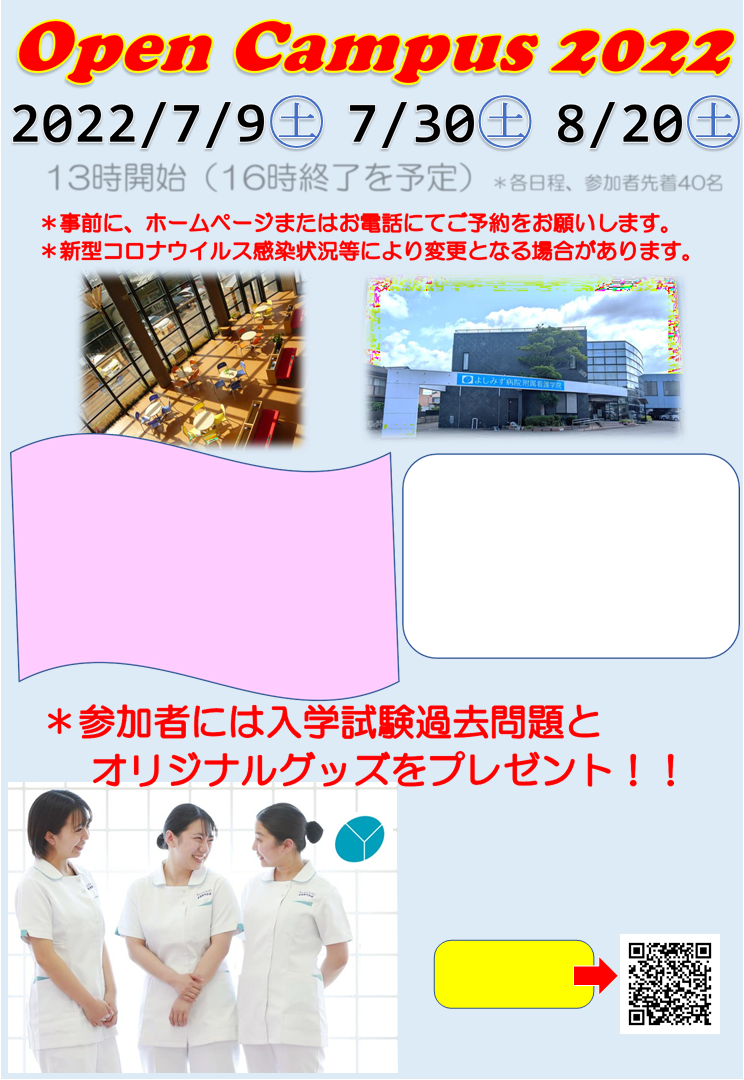 Open Campus 2022
2022/7/9㊏ 7/30㊏ 8/20㊏
13時開始（16時終了を予定）＊各日程、参加者先着40名
＊事前に、ホームページまたはお電話にてご予約をお願いします。
＊新型コロナウイルス感染状況等により変更となる場合があります。
よしみず病院附属看護学院
＊参加者には入学試験過去問題と
オリジナルグッズをプレゼント！！